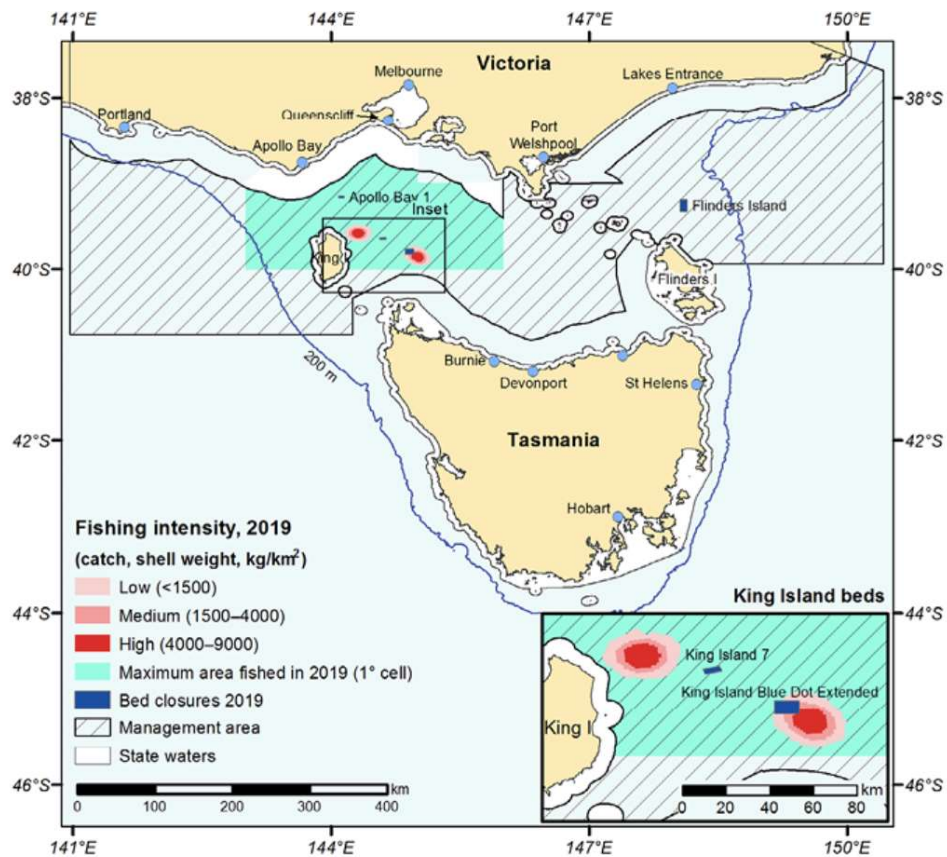 141°E 144°E 147°E 150°E
Victoria
Melbourne
Lakes Entrance
38°S 38°S
Portland
Queenscliff
Port
Welshpool
Apollo Bay
Apollo Bay 1
Inset
Flinders Island
40°S 40°S
Flinders I
200 m
Burnie
Devonport
St Helens
42°S 42°S
Tasmania
Hobart
Fishing intensity, 2019
(catch, shell weight, kg/km²)
Low (<1500)
Medium (1500–4000)
High (4000–9000)
Maximum area fished in 2019 (1° cell)
Bed closures 2019
Management area
State waters
44°S 44°S
King Island beds
King Island 7
King Island Blue Dot Extended
King I
46°S 46°S
km
0 100 200 300 400
km
0 20 40 60 80
141°E 144°E 147°E 150°E